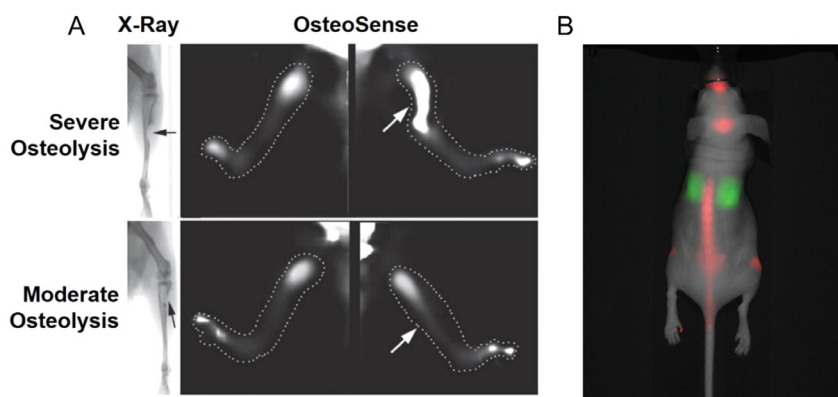 A
X-Ray
OsteoSense
B
Severe
Osteolysis
Moderate
Osteolysis